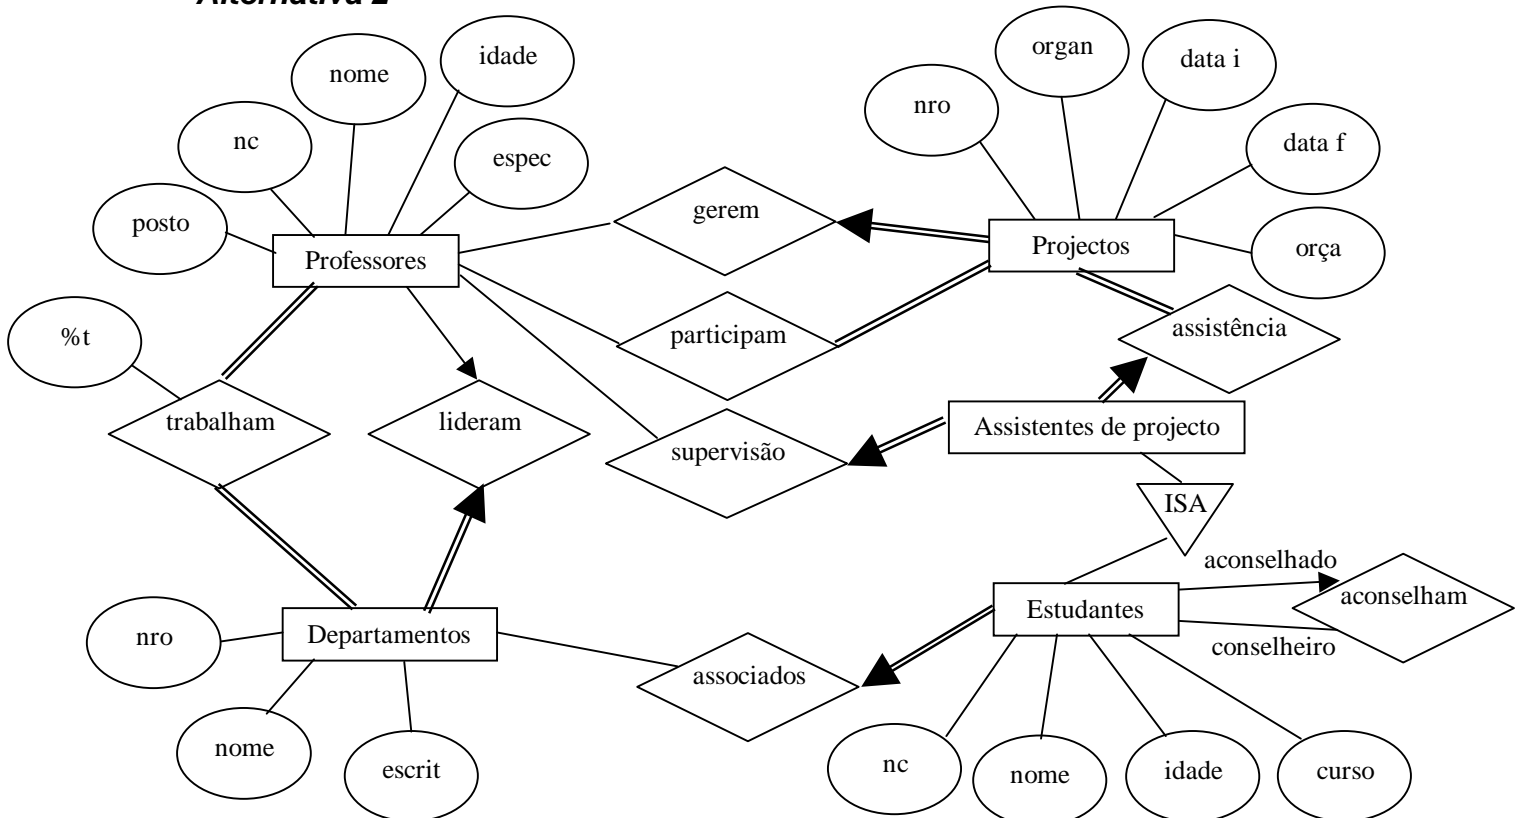 Alternativa 2
idade
organ
data i
nome
nro
nc
espec
data f
posto
gerem
Projectos
orça
Professores
%t
participam
assistência
trabalham
lideram
supervisão
Assistentes de projecto
ISA
aconselhado
aconselham
Estudantes
conselheiro
nro
Departamentos
associados
nome
escrit
nc
nome
idade
curso